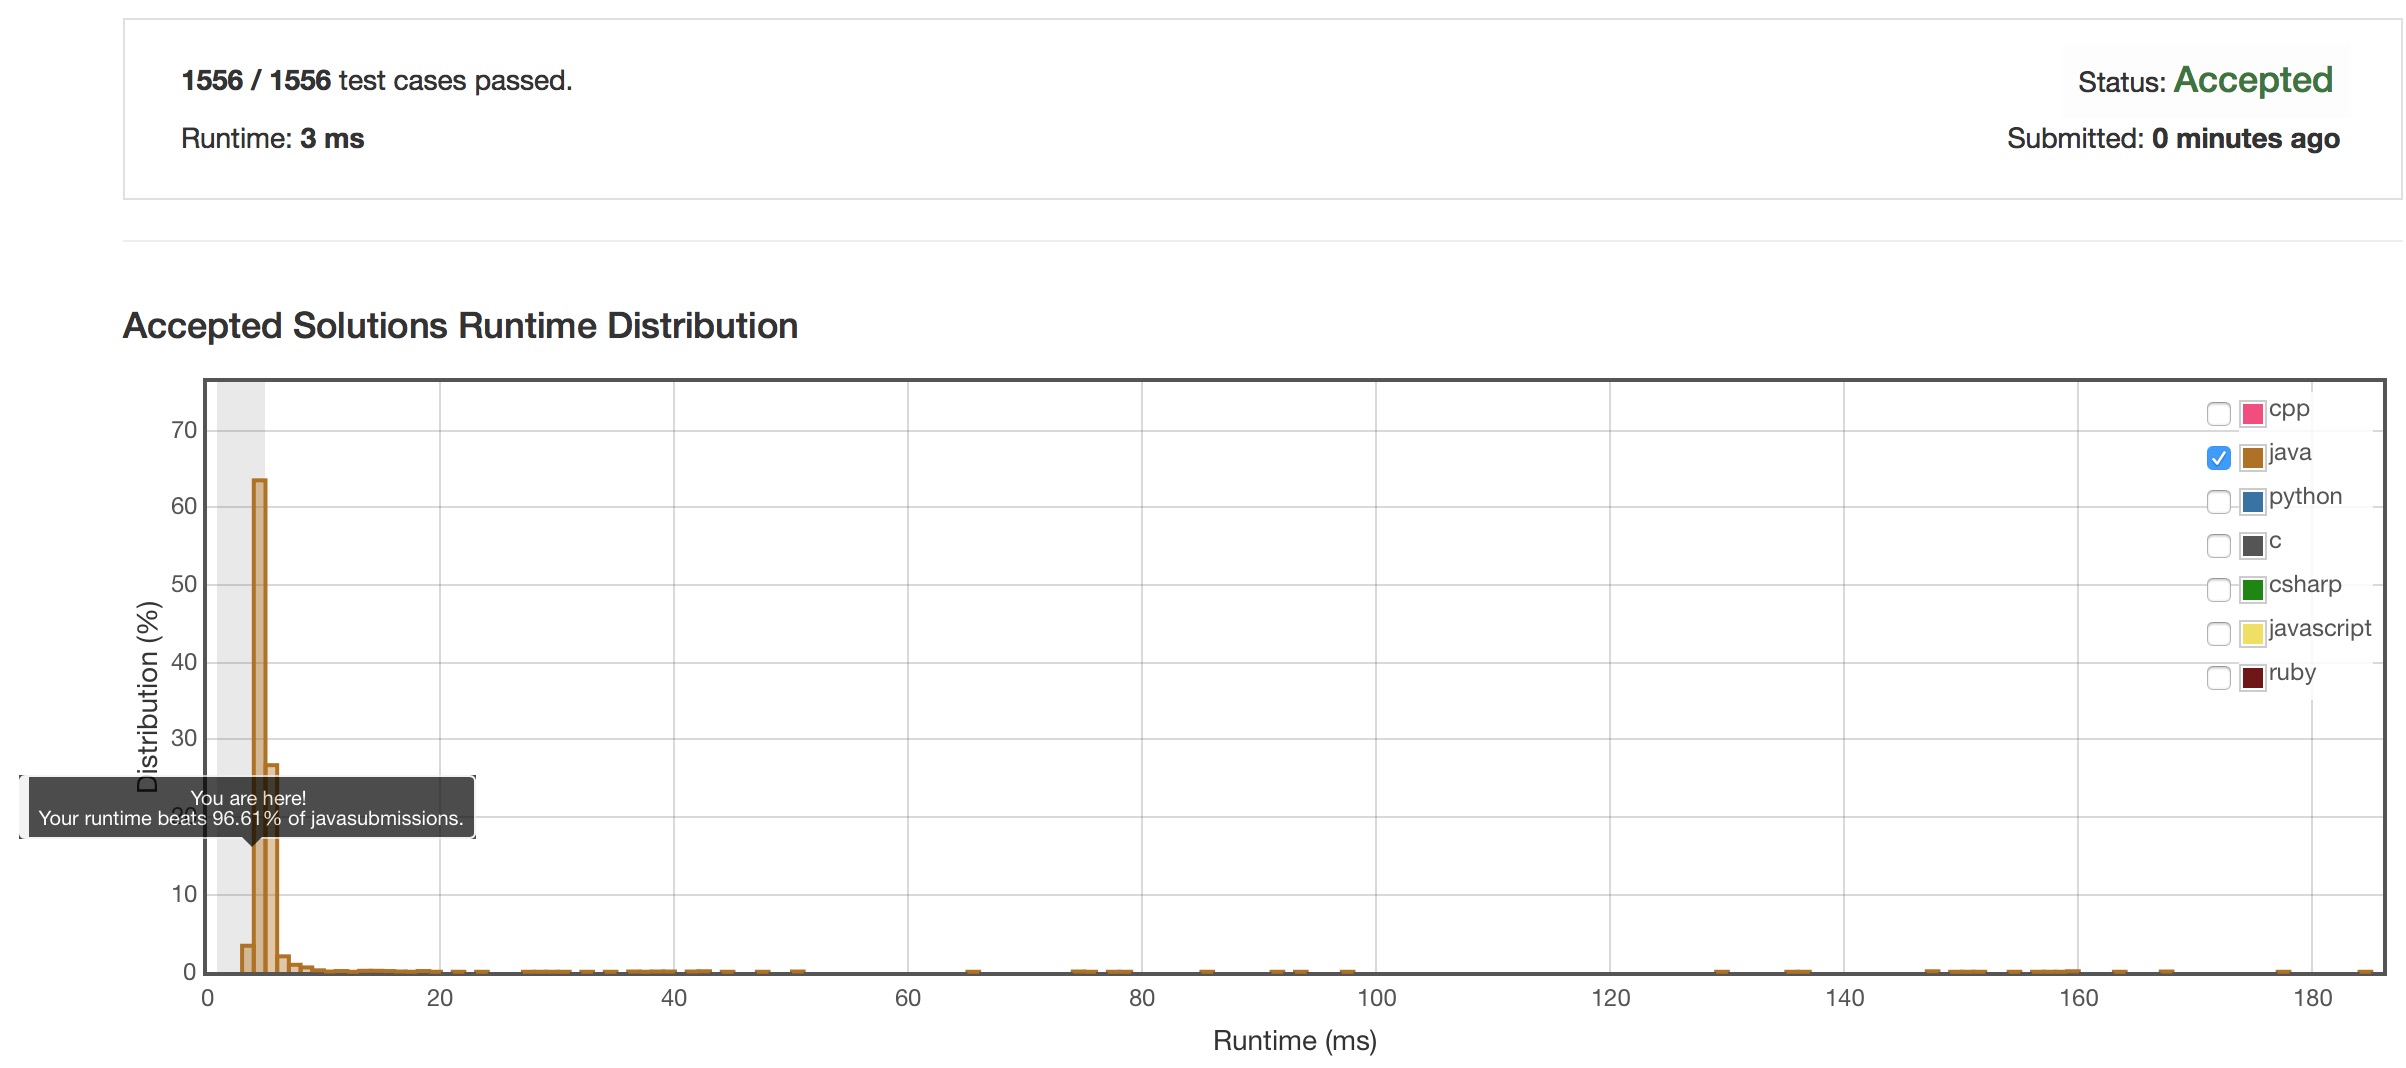 1556 / 1556 test cases passed.
Status: Accepted
Runtime: 3 ms
Submitted: 0 minutes ago
Accepted Solutions Runtime Distribution
Distribution (%)
70
60
50
40
30
20
10
0
You are here!
Your runtime beats 96.61% of javasubmissions.
cpp
java
python
c
csharp
javascript
ruby
0 20 40 60 80 100 120 140 160 180
Runtime (ms)